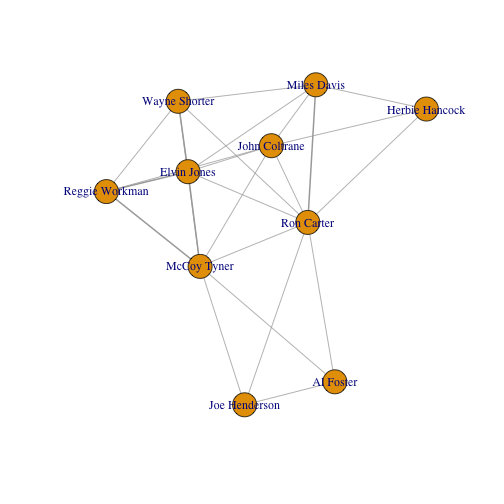 Miles Davis
Wayne Shorter
Herbie Hancock
John Coltrane
Elvin Jones
Reggie Workman
Ron Carter
McCoy Tyner
Al Foster
Joe Henderson